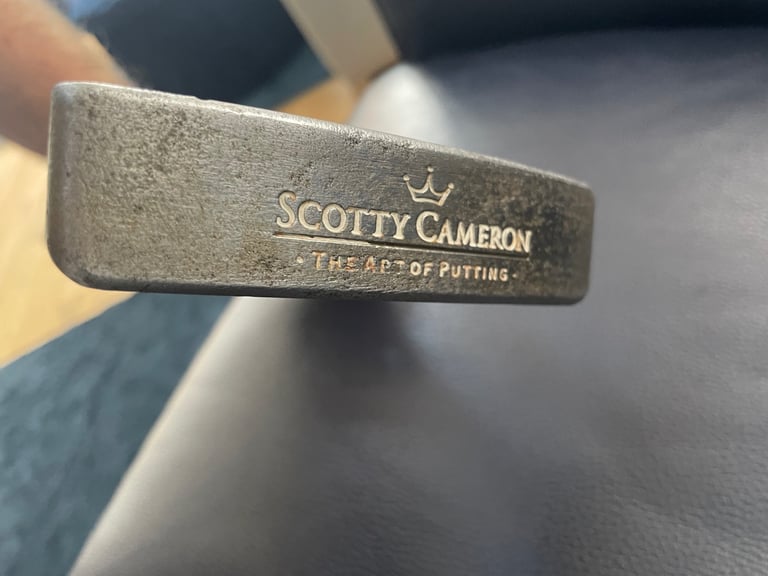 SCOTTY CAMERON
· THE ART OF PUTTING ·